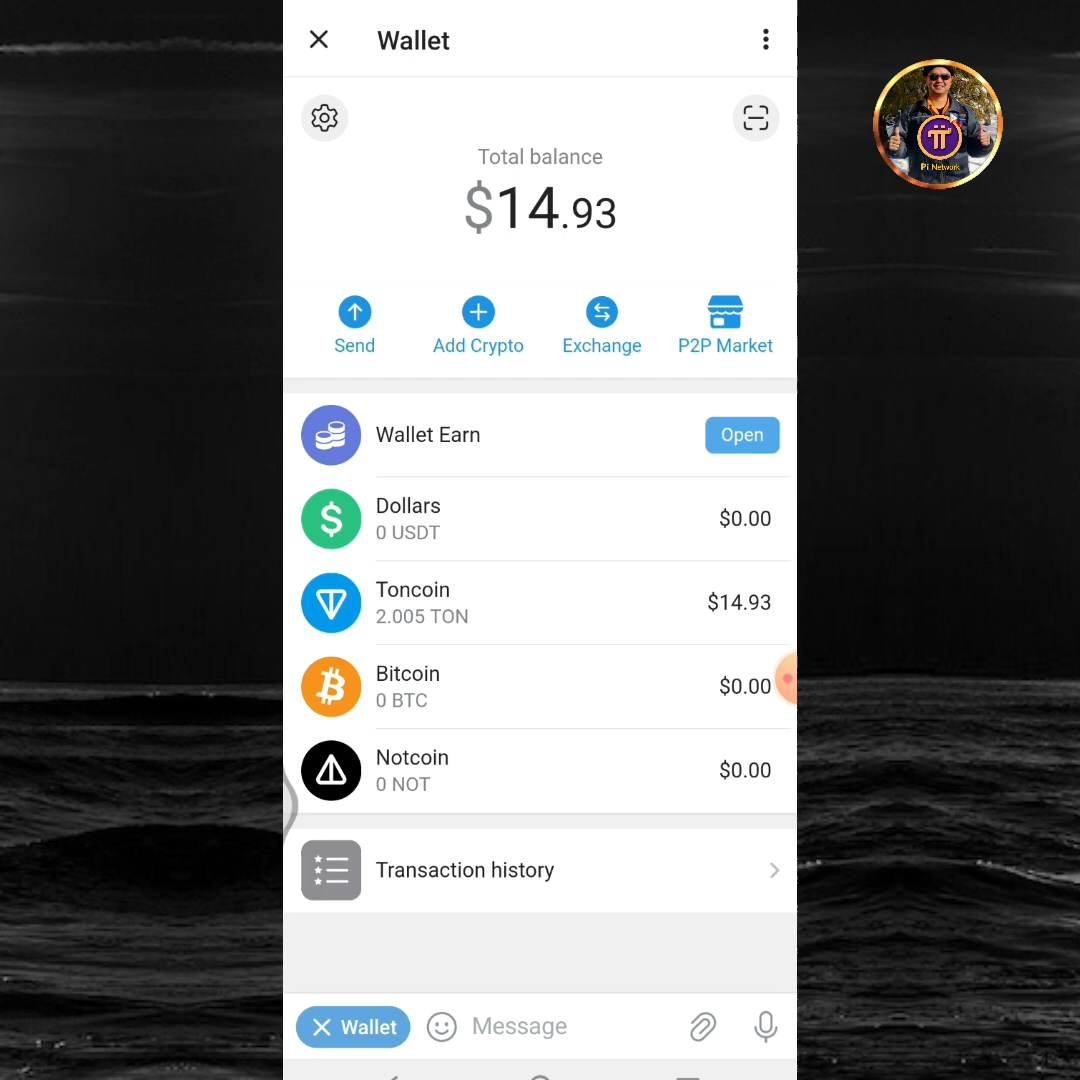 Wallet
Total balance
$14.93
Send
Add Crypto
Exchange
P2P Market
Wallet Earn
Open
Dollars
0 USDT
$0.00
Toncoin
2.005 TON
$14.93
Bitcoin
0 BTC
$0.00
Notcoin
0 NOT
$0.00
Transaction history
Wallet
Message
Pi Network